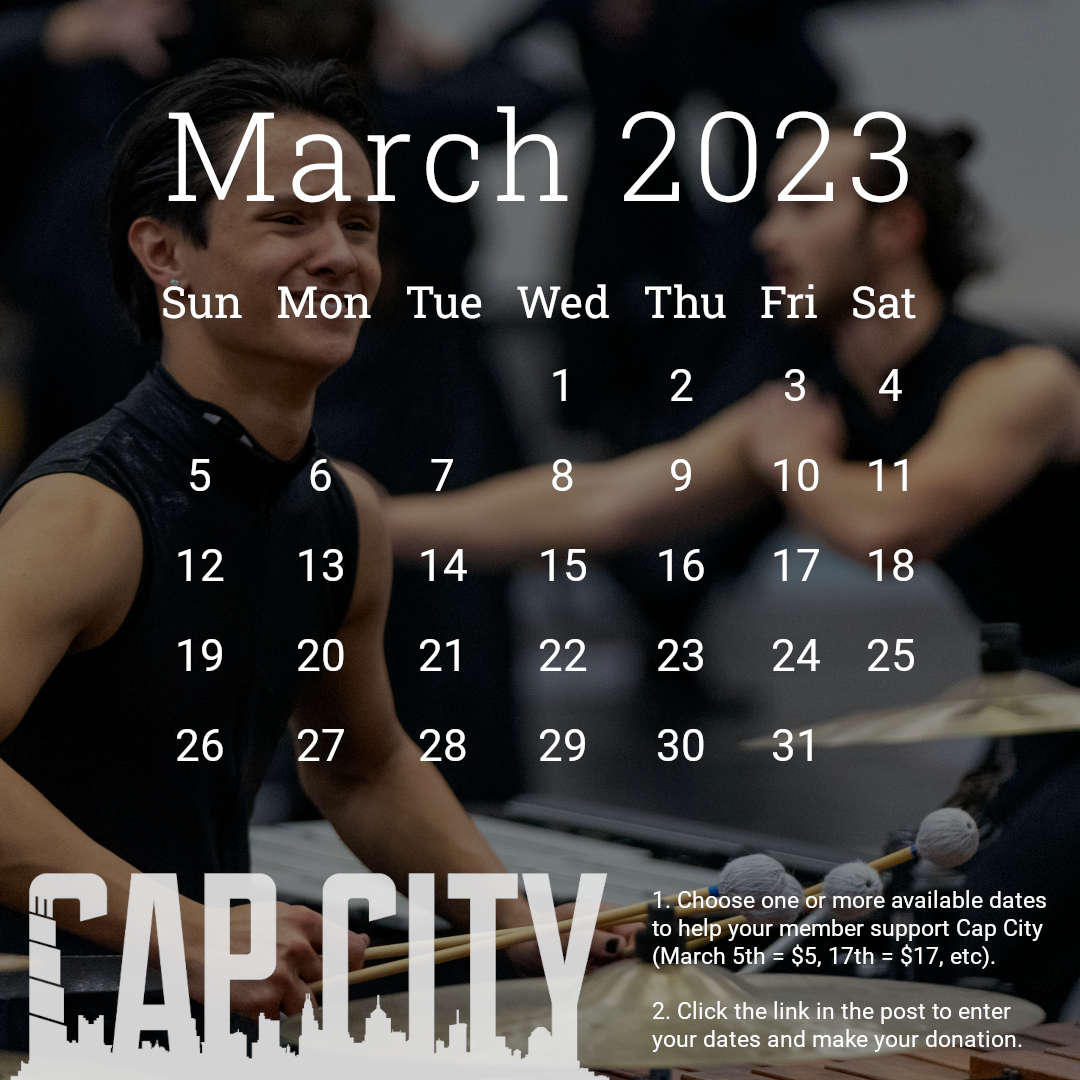 March 2023
Sun Mon Tue Wed Thu Fri Sat
1 2 3 4
5 6 7 8 9 10 11
12 13 14 15 16 17 18
19 20 21 22 23 24 25
26 27 28 29 30 31
CAP CITY
1. Choose one or more available dates
to help your member support Cap City
(March 5th = $5, 17th = $17, etc).
2. Click the link in the post to enter
your dates and make your donation.